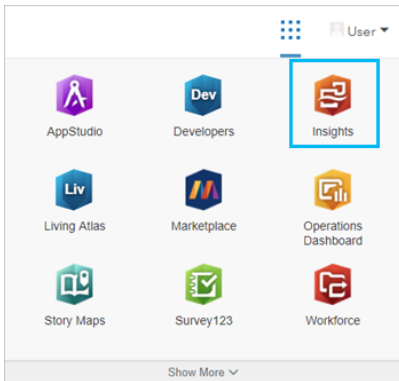 User
AppStudio
Dev
Developers
Insights
Liv
Living Atlas
Marketplace
Operations
Dashboard
Story Maps
Survey123
Workforce
Show More